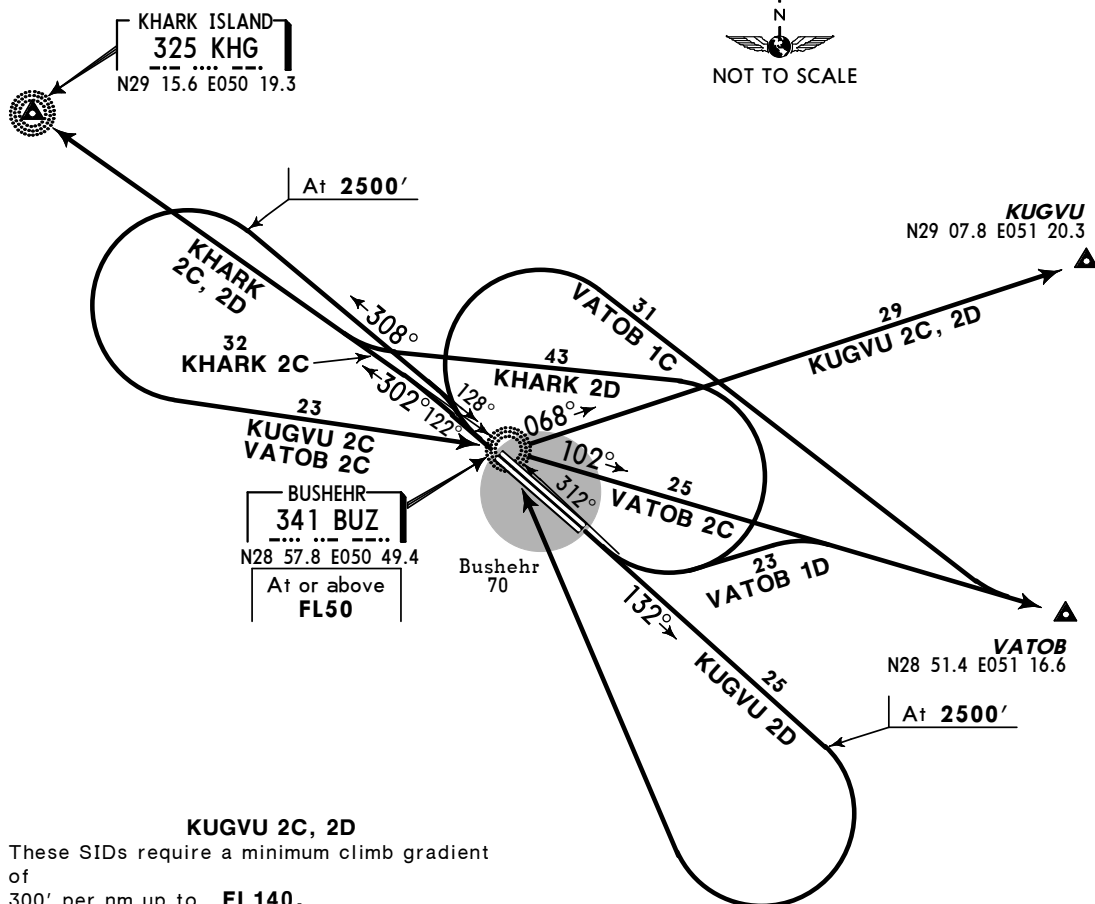 KHARK ISLAND
325 KHG
N29 15.6 E050 19.3
N
NOT TO SCALE
At 2500'
KUGVU
N29 07.8 E051 20.3
KHARK
2C, 2D
308°
31
VATOB 1C
29
KUGVU 2C, 2D
32
KHARK 2C
43
KHARK 2D
302°
122°
128°
068°
23
KUGVU 2C
VATOB 2C
102°
312°
25
VATOB 2C
BUSHEHR
341 BUZ
N28 57.8 E050 49.4
At or above
FL50
Bushehr
70
23
VATOB 1D
132°
VATOB
N28 51.4 E051 16.6
25
KUGVU 2D
At 2500'
KUGVU 2C, 2D
These SIDs require a minimum climb gradient
of
300' per nm up to FL140.